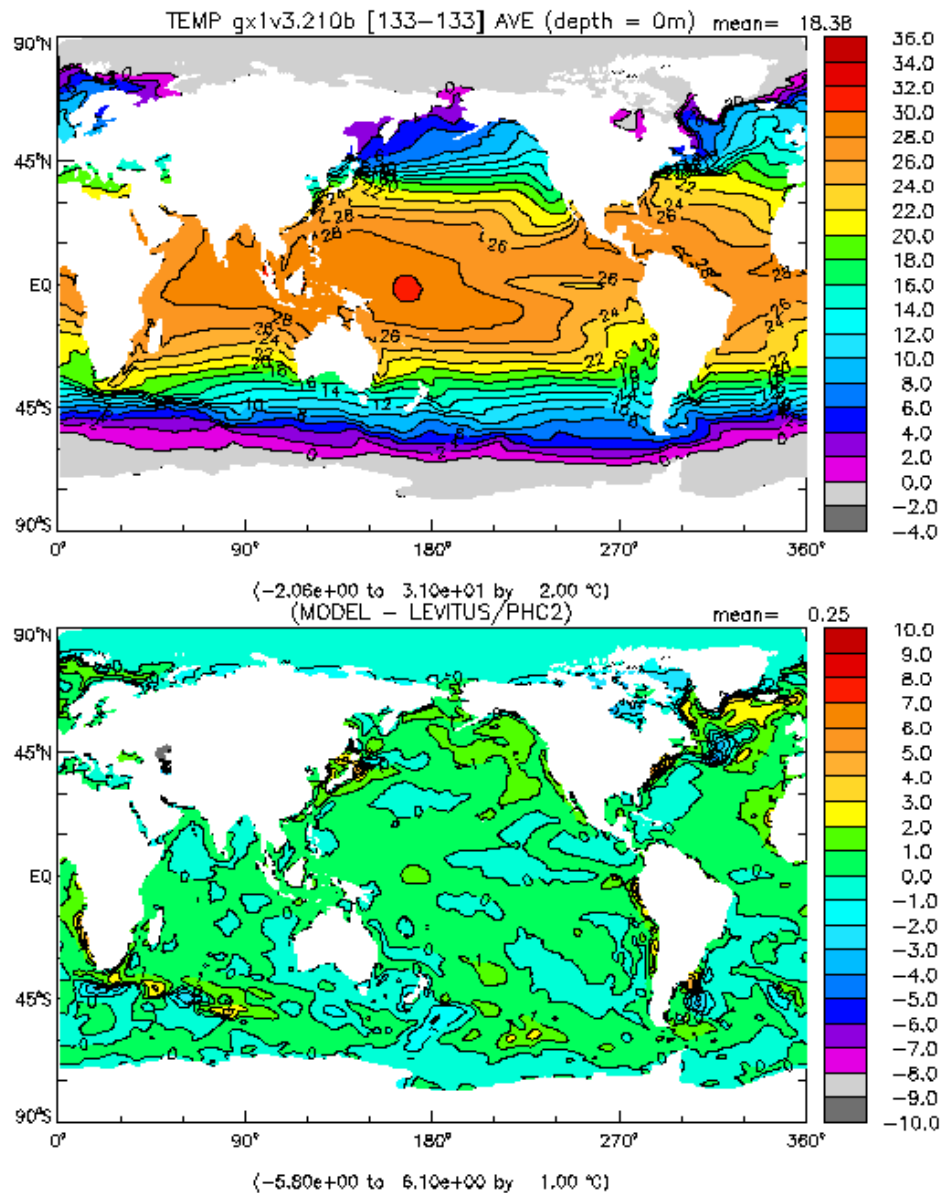 TEMP gx1v3.210b [133-133] AVE (depth = 0m) mean= 18.38
90°N
45°N
EQ
45°S
90°S
0° 90° 180° 270° 360°
36.0
34.0
32.0
30.0
28.0
26.0
24.0
22.0
20.0
18.0
16.0
14.0
12.0
10.0
8.0
6.0
4.0
2.0
0.0
-2.0
-4.0
(-2.06e+00 to 3.10e+01 by 2.00 °C)
(MODEL - LEVITUS/PHC2) mean= 0.25
90°N
45°N
EQ
45°S
90°S
0° 90° 180° 270° 360°
10.0
9.0
8.0
7.0
6.0
5.0
4.0
3.0
2.0
1.0
0.0
-1.0
-2.0
-3.0
-4.0
-5.0
-6.0
-7.0
-8.0
-9.0
-10.0
(-5.80e+00 to 6.10e+00 by 1.00 °C)